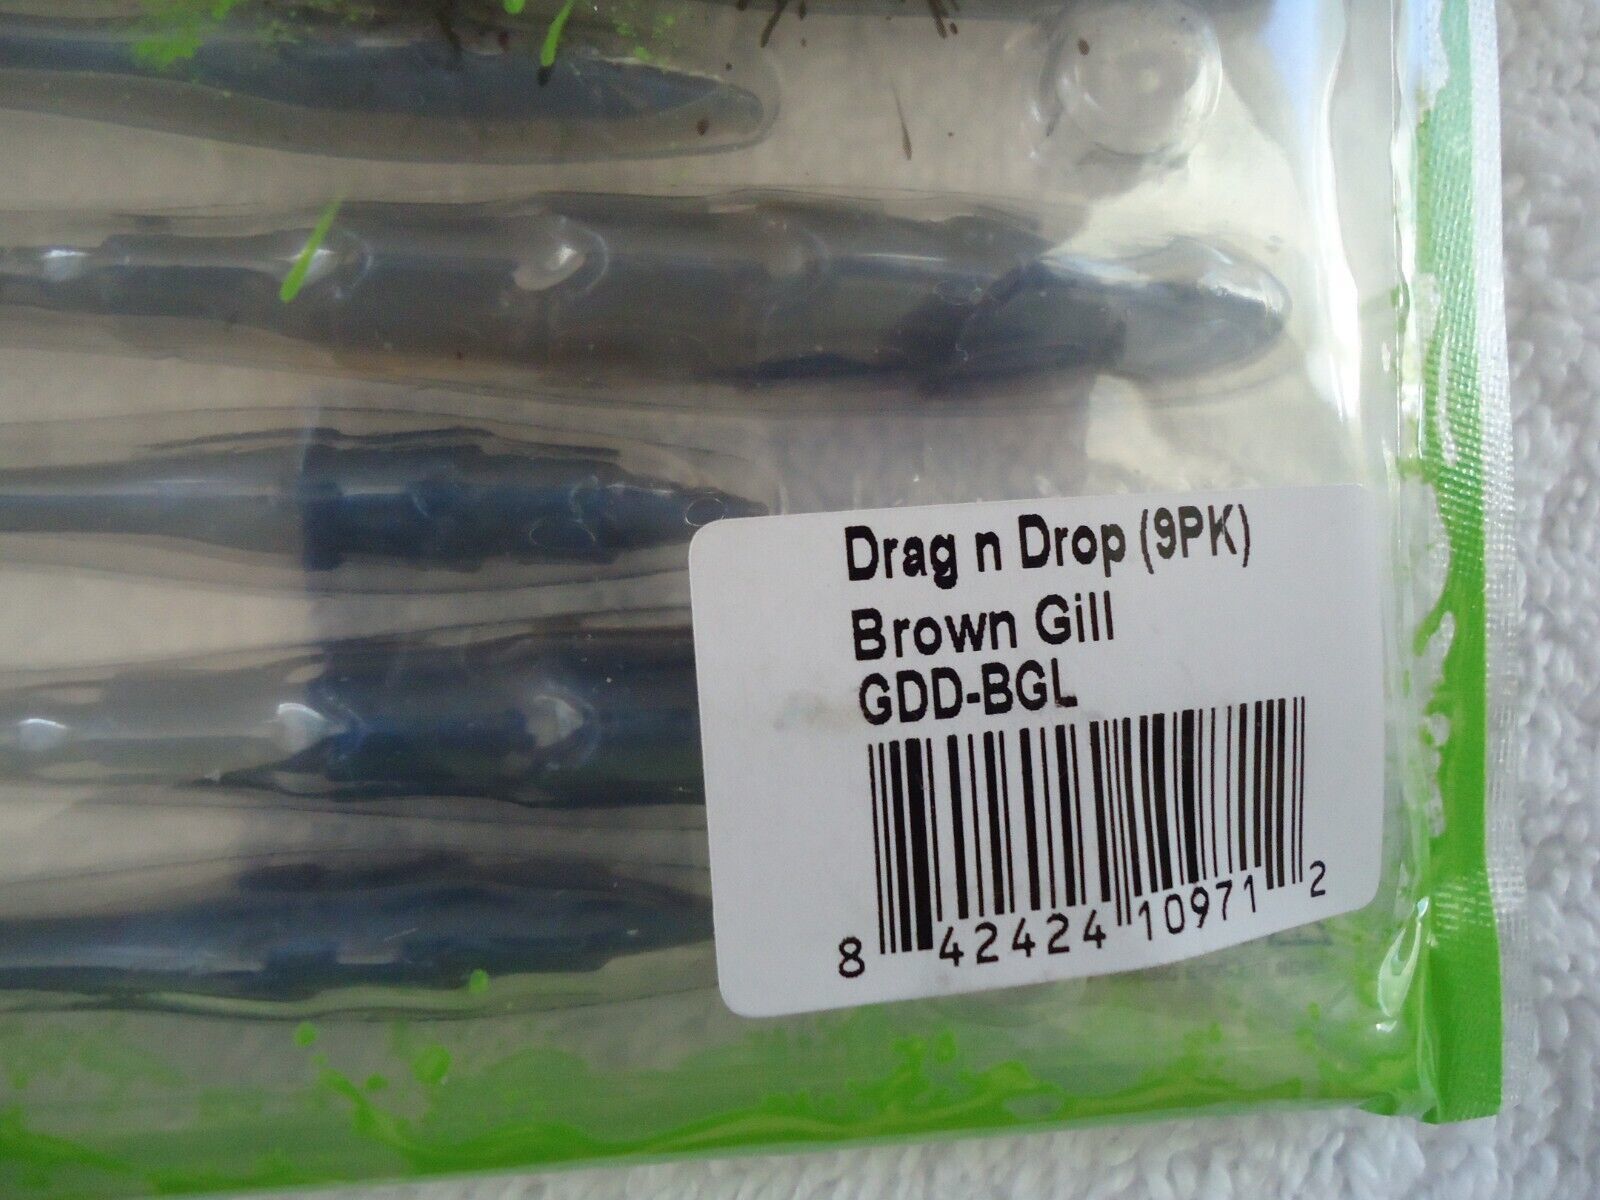 Drag n Drop (9PK)
Brown Gill
GDD-BGL
8 42424 10971 2